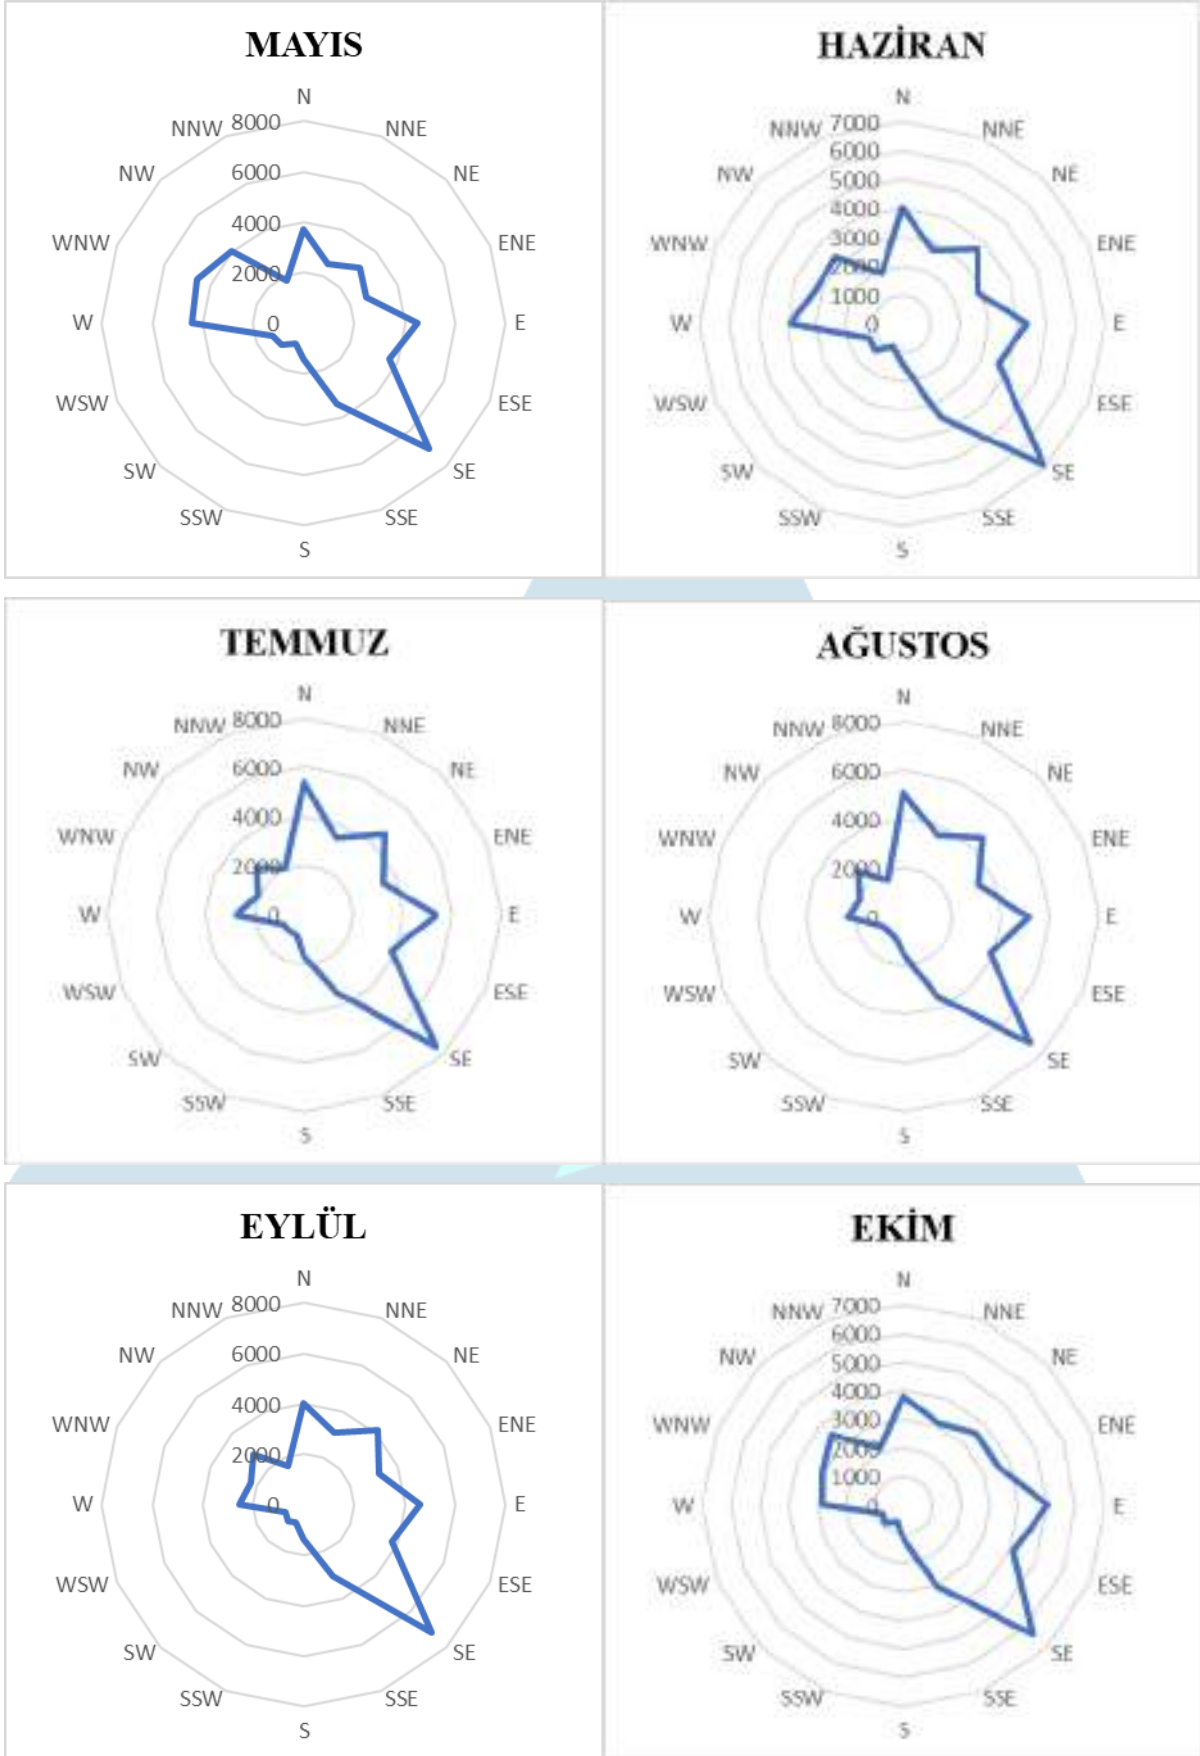 MAYIS
N
NNW 8000 NNE
NW 6000 NE
WNW 4000 ENE
2000
W 0 E
WSW ESE
SW SE
SSW SSE
S
HAZİRAN
N
NNW 7000 NNE
6000
NW 5000 NE
4000
WNW 3000 ENE
2000
1000
W 0 E
WSW ESE
SW SE
SSW SSE
S
TEMMUZ
N
NNW 8000 NNE
NW 6000 NE
WNW 4000 ENE
2000
W 0 E
WSW ESE
SW SE
SSW SSE
S
AĞUSTOS
N
NNW 8000 NNE
NW 6000 NE
WNW 4000 ENE
2000
W 0 E
WSW ESE
SW SE
SSW SSE
S
EYLÜL
N
NNW 8000 NNE
NW 6000 NE
WNW 4000 ENE
2000
W 0 E
WSW ESE
SW SE
SSW SSE
S
EKİM
N
NNW 7000 NNE
6000
NW 5000 NE
4000
WNW 3000 ENE
2000
1000
W 0 E
WSW ESE
SW SE
SSW SSE
S